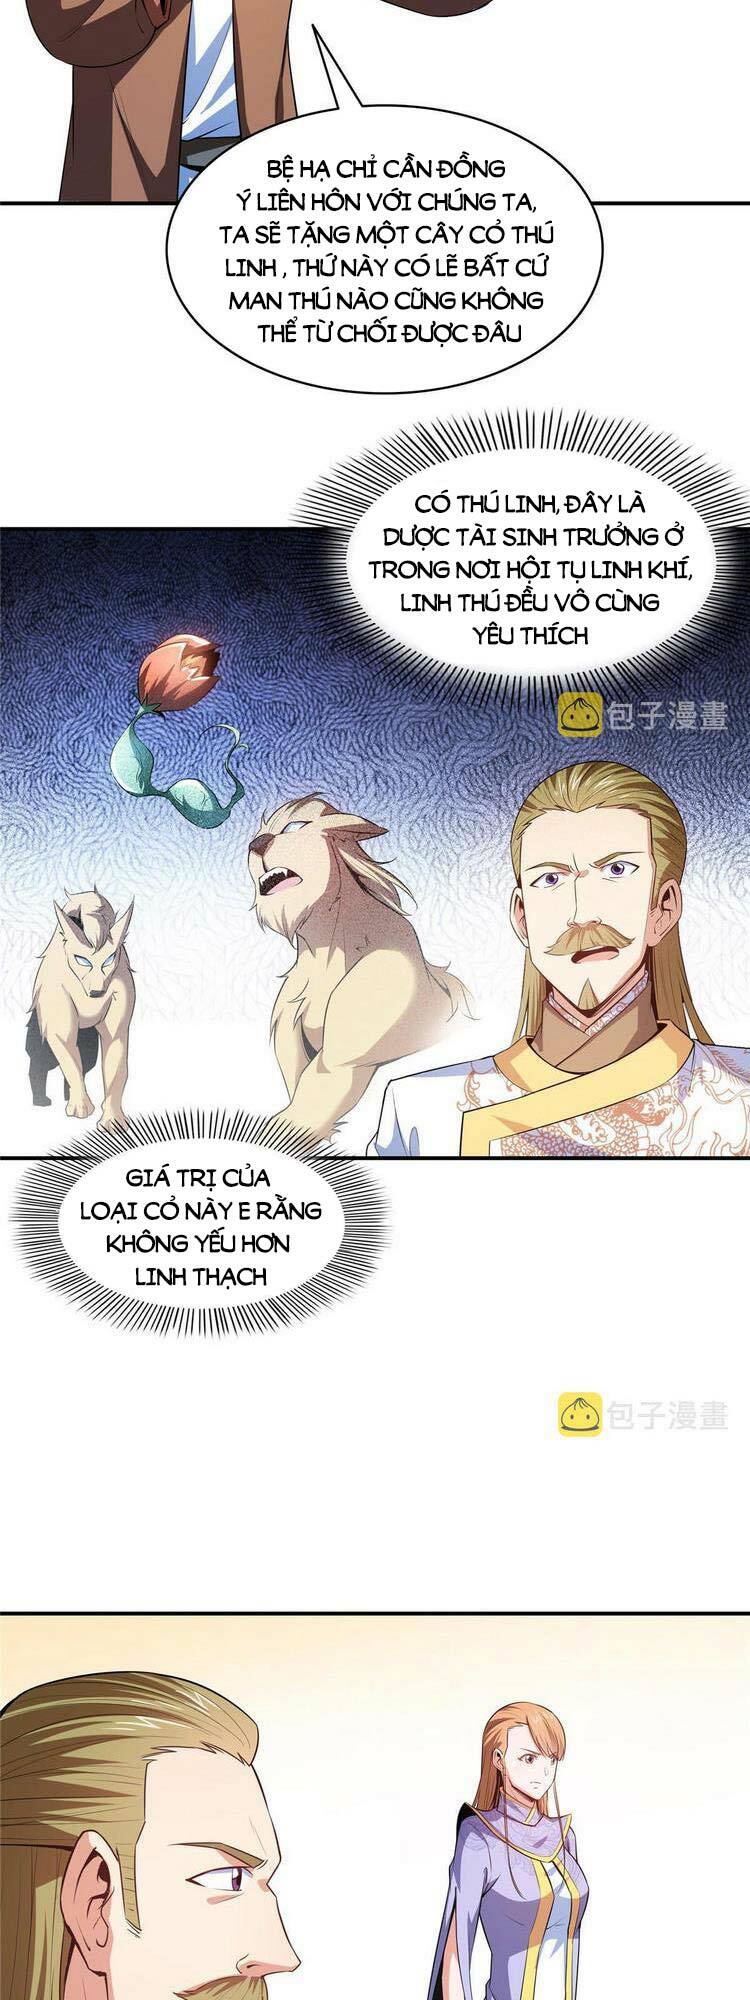 BỆ HẠ CHỈ CẦN ĐỒNG
Ý LIÊN HÔN VỚI CHÚNG TA,
TA SẼ TẶNG MỘT CÂY CỎ THÚ
LINH , THỨ NÀY CÓ LẼ BẤT CỨ
MAN THÚ NÀO CŨNG KHÔNG
THỂ TỪ CHỐI ĐƯỢC ĐÂU
CÓ THÚ LINH, ĐÂY LÀ
DƯỢC TÀI SINH TRƯỞNG Ở
TRONG NƠI HỘI TỤ LINH KHÍ,
LINH THÚ ĐỀU VÔ CÙNG
YÊU THÍCH
包子漫畫
GIÁ TRỊ CỦA
LOẠI CỎ NÀY E RẰNG
KHÔNG YẾU HƠN
LINH THẠCH
包子漫畫